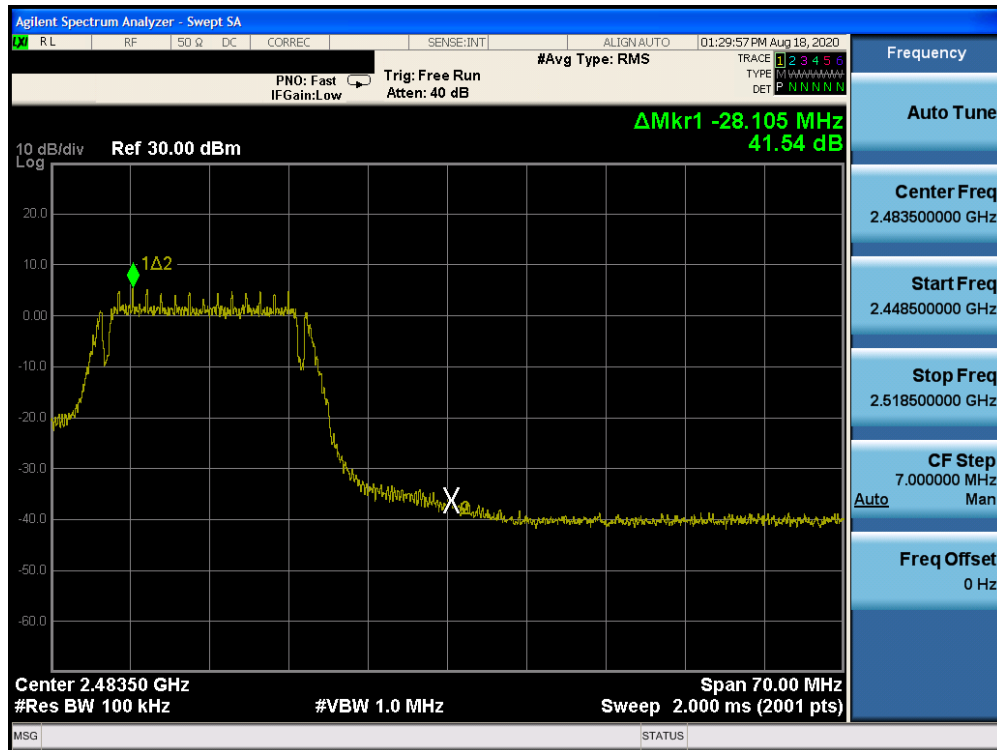 Agilent Spectrum Analyzer - Swept SA
LXI RL RF 50 Ω DC CORREC SENSE:INT ALIGNAUTO 01:29:57 PM Aug 18, 2020
Frequency
#Avg Type: RMS
TRACE 1 2 3 4 5 6
PNO: Fast Trig: Free Run
TYPE M WWWWW
IFGain:Low Atten: 40 dB
DET P N N N N N
Auto Tune
ΔMkr1 -28.105 MHz
41.54 dB
10 dB/div Ref 30.00 dBm
Log
20.0
10.0
0.00
-10.0
-20.0
-30.0
-40.0
-50.0
-60.0
1Δ2
X2
Center Freq
2.483500000 GHz
Start Freq
2.448500000 GHz
Stop Freq
2.518500000 GHz
CF Step
7.000000 MHz
Auto Man
Freq Offset
0 Hz
Center 2.48350 GHz Span 70.00 MHz
#Res BW 100 kHz #VBW 1.0 MHz Sweep 2.000 ms (2001 pts)
MSG STATUS